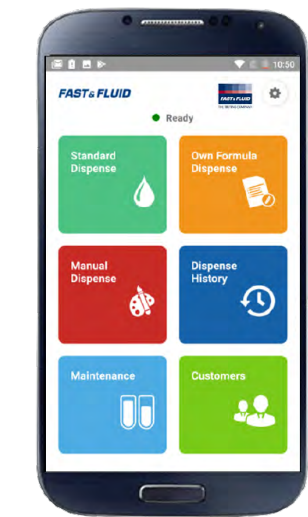 10:50
FAST & FLUID
FAST & FLUID
Ready
Standard
Dispense
Own Formula
Dispense
Manual
Dispense
Dispense
History
Maintenance
Customers